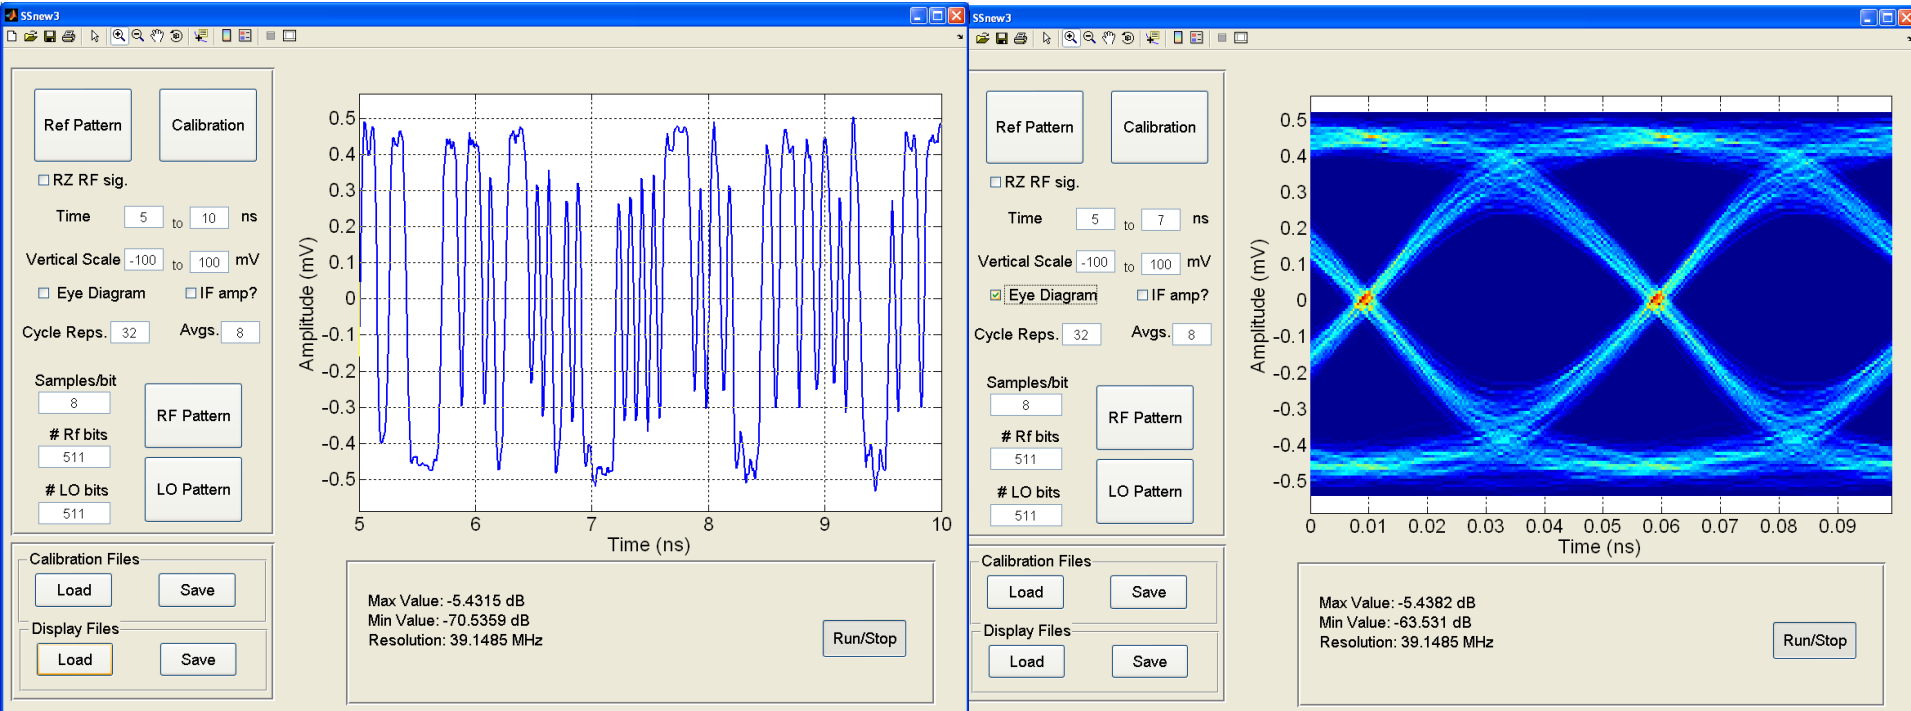 SSnew3
Ref Pattern
Calibration
RZ RF sig.
Time 5 to 10 ns
Vertical Scale -100 to 100 mV
Eye Diagram IF amp?
Cycle Reps. 32 Avgs. 8
Samples/bit
8
# Rf bits
511
# LO bits
511
RF Pattern
LO Pattern
Calibration Files
Load Save
Display Files
Load Save
Amplitude (mV)
0.5
0.4
0.3
0.2
0.1
0
-0.1
-0.2
-0.3
-0.4
-0.5
5 6 7 8 9 10
Time (ns)
Max Value: -5.4315 dB
Min Value: -70.5359 dB
Resolution: 39.1485 MHz
Run/Stop
SSnew3
Ref Pattern
Calibration
RZ RF sig.
Time 5 to 7 ns
Vertical Scale -100 to 100 mV
Eye Diagram IF amp?
Cycle Reps. 32 Avgs. 8
Samples/bit
8
# Rf bits
511
# LO bits
511
RF Pattern
LO Pattern
Calibration Files
Load Save
Display Files
Load Save
Amplitude (mV)
0.5
0.4
0.3
0.2
0.1
0
-0.1
-0.2
-0.3
-0.4
-0.5
0 0.01 0.02 0.03 0.04 0.05 0.06 0.07 0.08 0.09
Time (ns)
Max Value: -5.4382 dB
Min Value: -63.531 dB
Resolution: 39.1485 MHz
Run/Stop